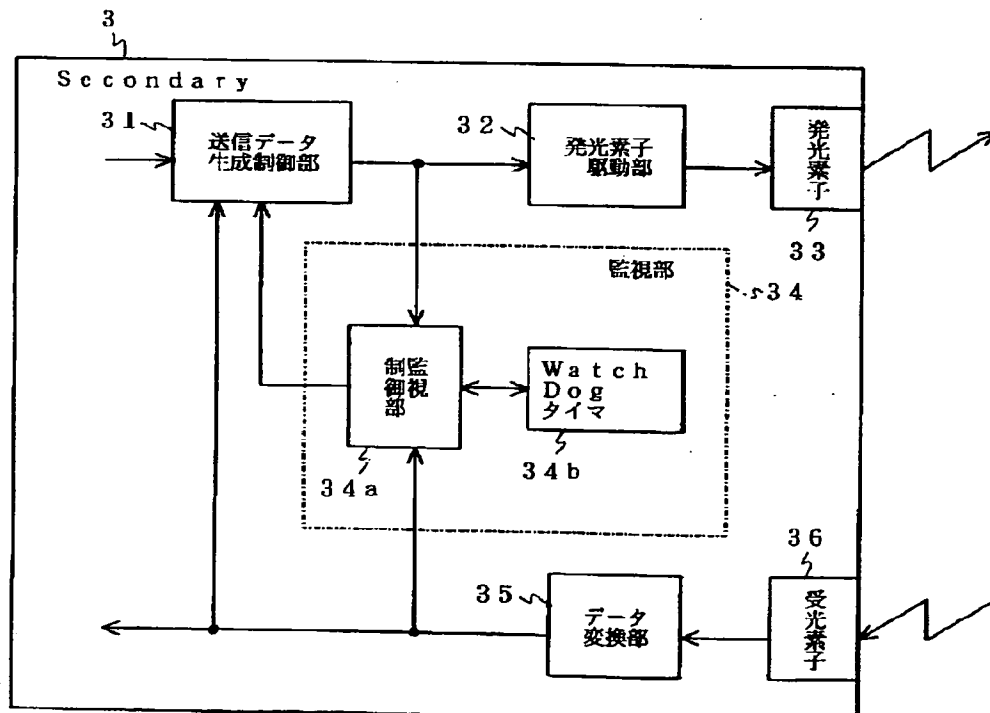 3
Secondary
31
送信データ
生成制御部
32
発光素子
駆動部
発光素子
33
監視部
34
制御部
監視
34a
Watch
Dog
タイマ
34b
35
データ
変換部
36
受光素子